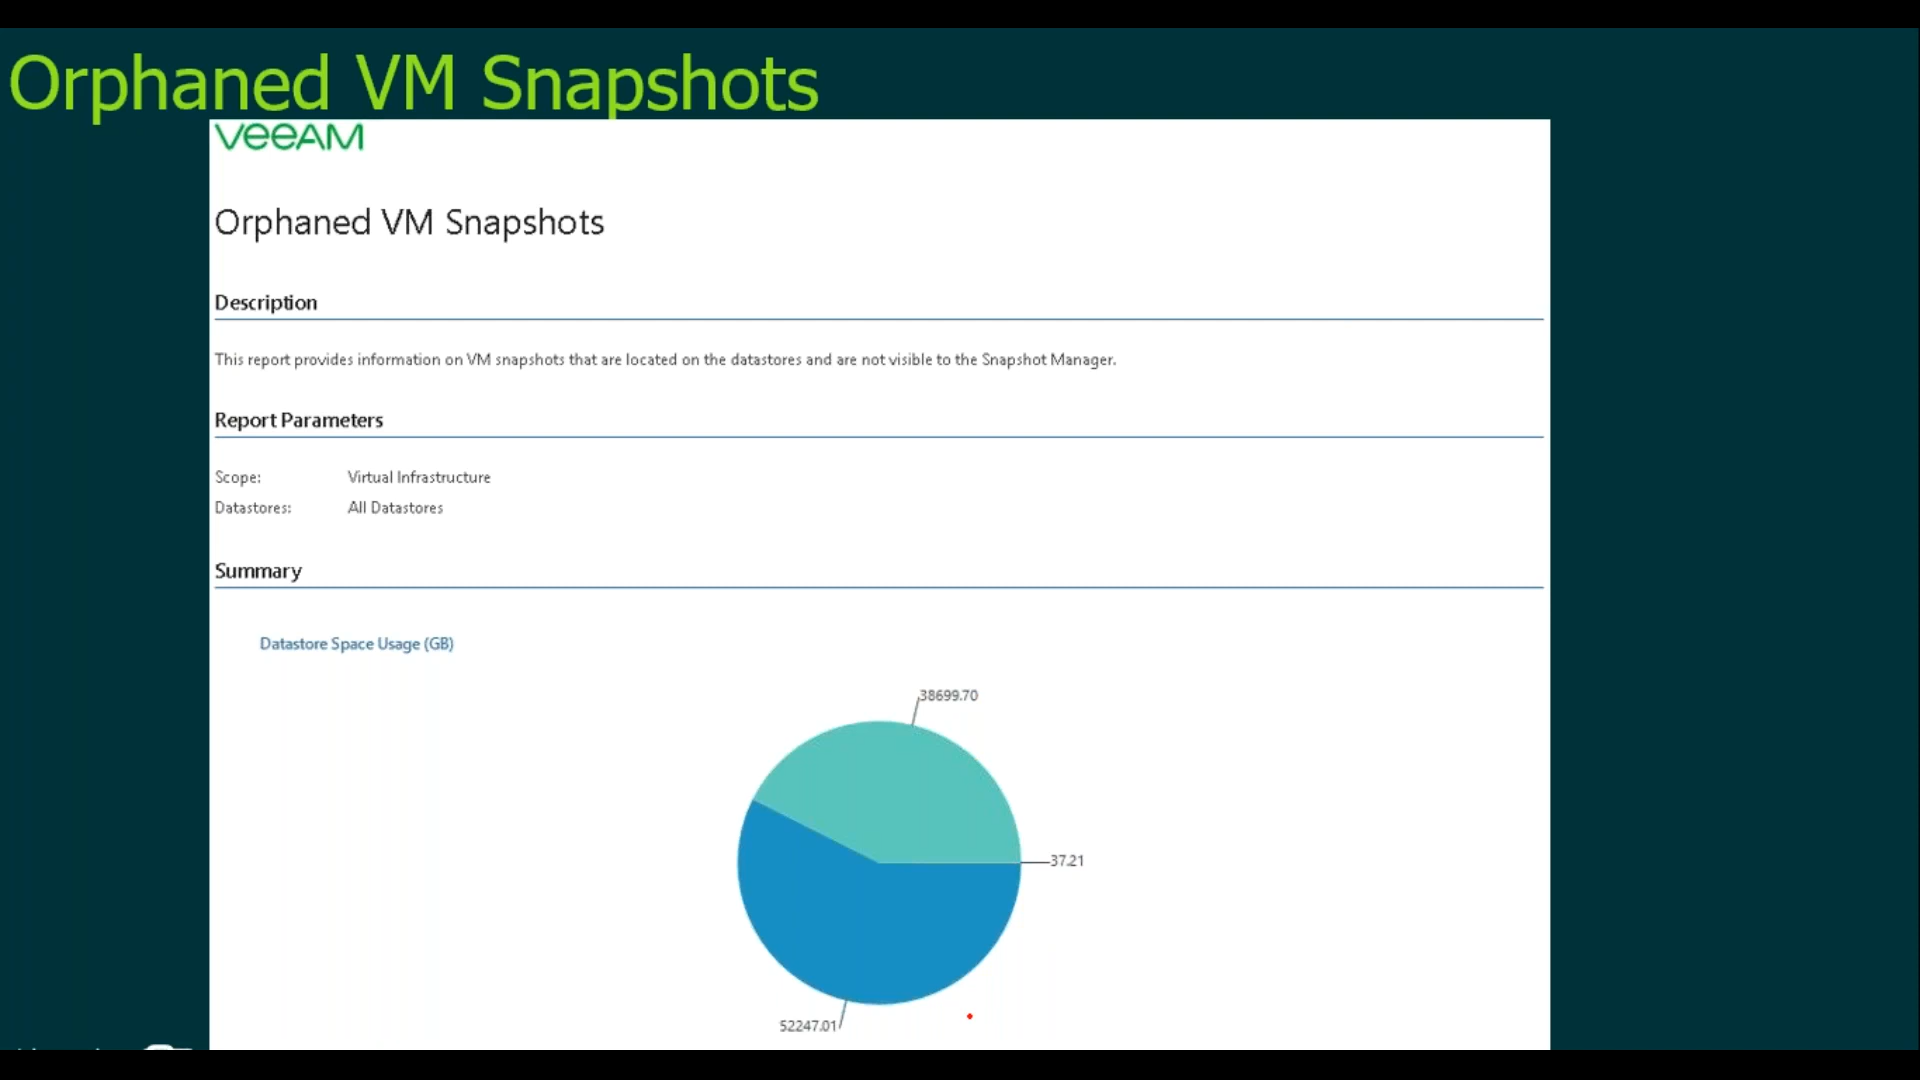 Orphaned VM Snapshots
veeAM
Orphaned VM Snapshots
Description
This report provides information on VM snapshots that are located on the datastores and are not visible to the Snapshot Manager.
Report Parameters
Scope: Virtual Infrastructure
Datastores: All Datastores
Summary
Datastore Space Usage (GB)
38699.70
37.21
52247.01